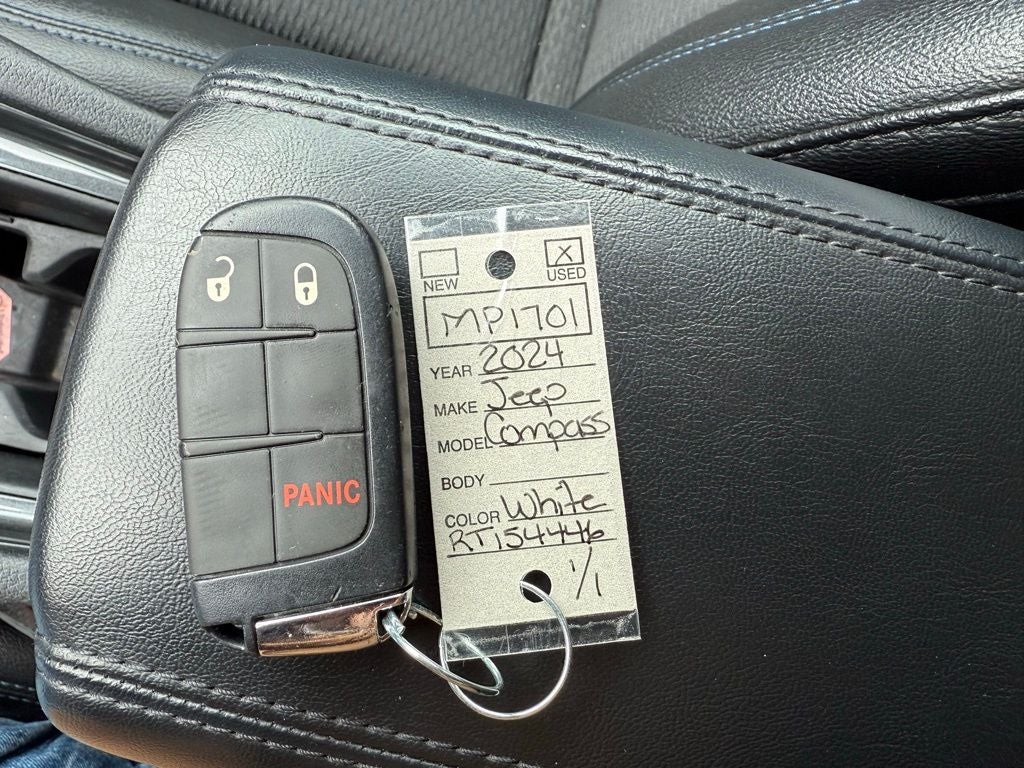 PANIC
X
NEW USED
MP1701
YEAR 2024
MAKE Jeep
MODEL Compass
BODY
COLOR White
RT154446
1/1